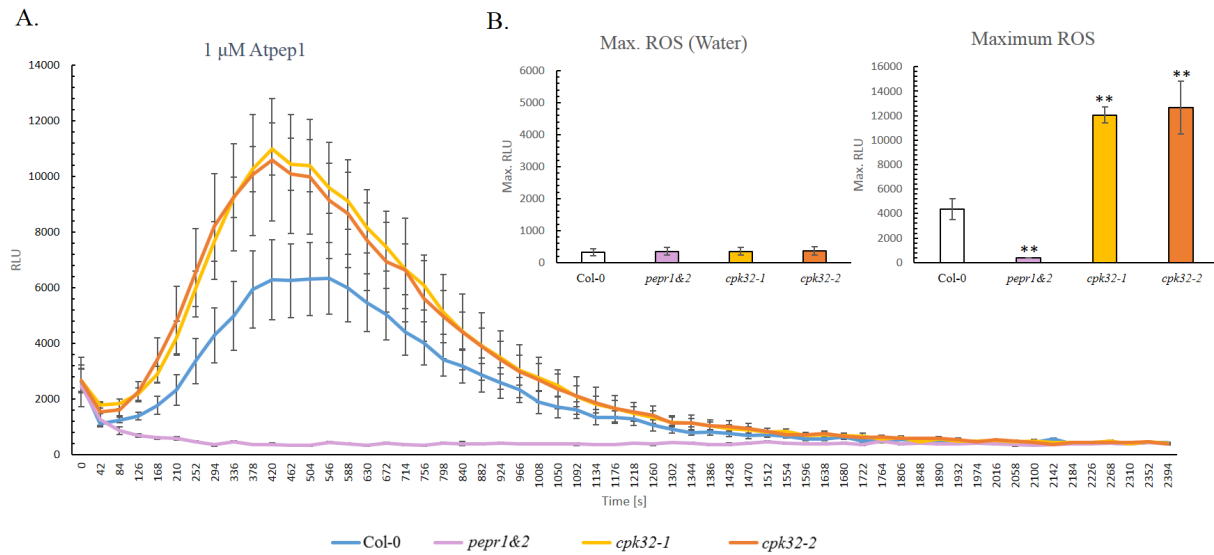 A.
1 μM Atpep1
14000
12000
10000
8000
6000
4000
2000
0
RLU
0 42 84 126 168 210 252 294 336 378 420 462 504 546 588 630 672 714 756 798 840 882 924 966 1008 1050 1092 1134 1176 1218 1260 1302 1344 1386 1428 1470 1512 1554 1596 1638 1680 1722 1764 1806 1848 1890 1932 1974 2016 2058 2100 2142 2184 2226 2268 2310 2352 2394
Time [s]
Col-0 pepr1&2 cpk32-1 cpk32-2
B.
Max. ROS (Water)
6000
5000
4000
3000
2000
1000
0
Max. RLU
Col-0 pepr1&2 cpk32-1 cpk32-2
Maximum ROS
16000
14000
12000
10000
8000
6000
4000
2000
0
Max. RLU
** ** **
Col-0 pepr1&2 cpk32-1 cpk32-2